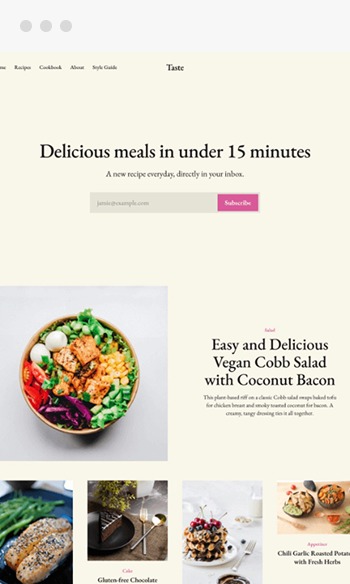 me Recipes Cookbook About Style Guide Taste
Delicious meals in under 15 minutes
A new recipe everyday, directly in your inbox.
jamie@example.com Subscribe
Salad
Easy and Delicious
Vegan Cobb Salad
with Coconut Bacon
This plant-based riff on a classic Cobb salad swaps baked tofu
for chicken breast and smoky toasted coconut for bacon. A
creamy, tangy dressing ties it all together.
Cake
Gluten-free Chocolate
Appetizer
Chili Garlic Roasted Potato
with Fresh Herbs